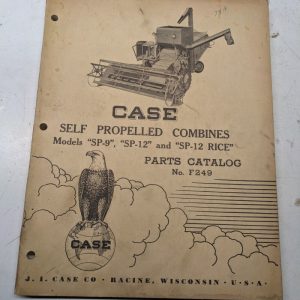 CASE
SELF PROPELLED COMBINES
Models "SP-9", "SP-12" and "SP-12 RICE"
PARTS CATALOG
No. F249
CASE
J. I. CASE CO · RACINE, WISCONSIN · U · S · A ·